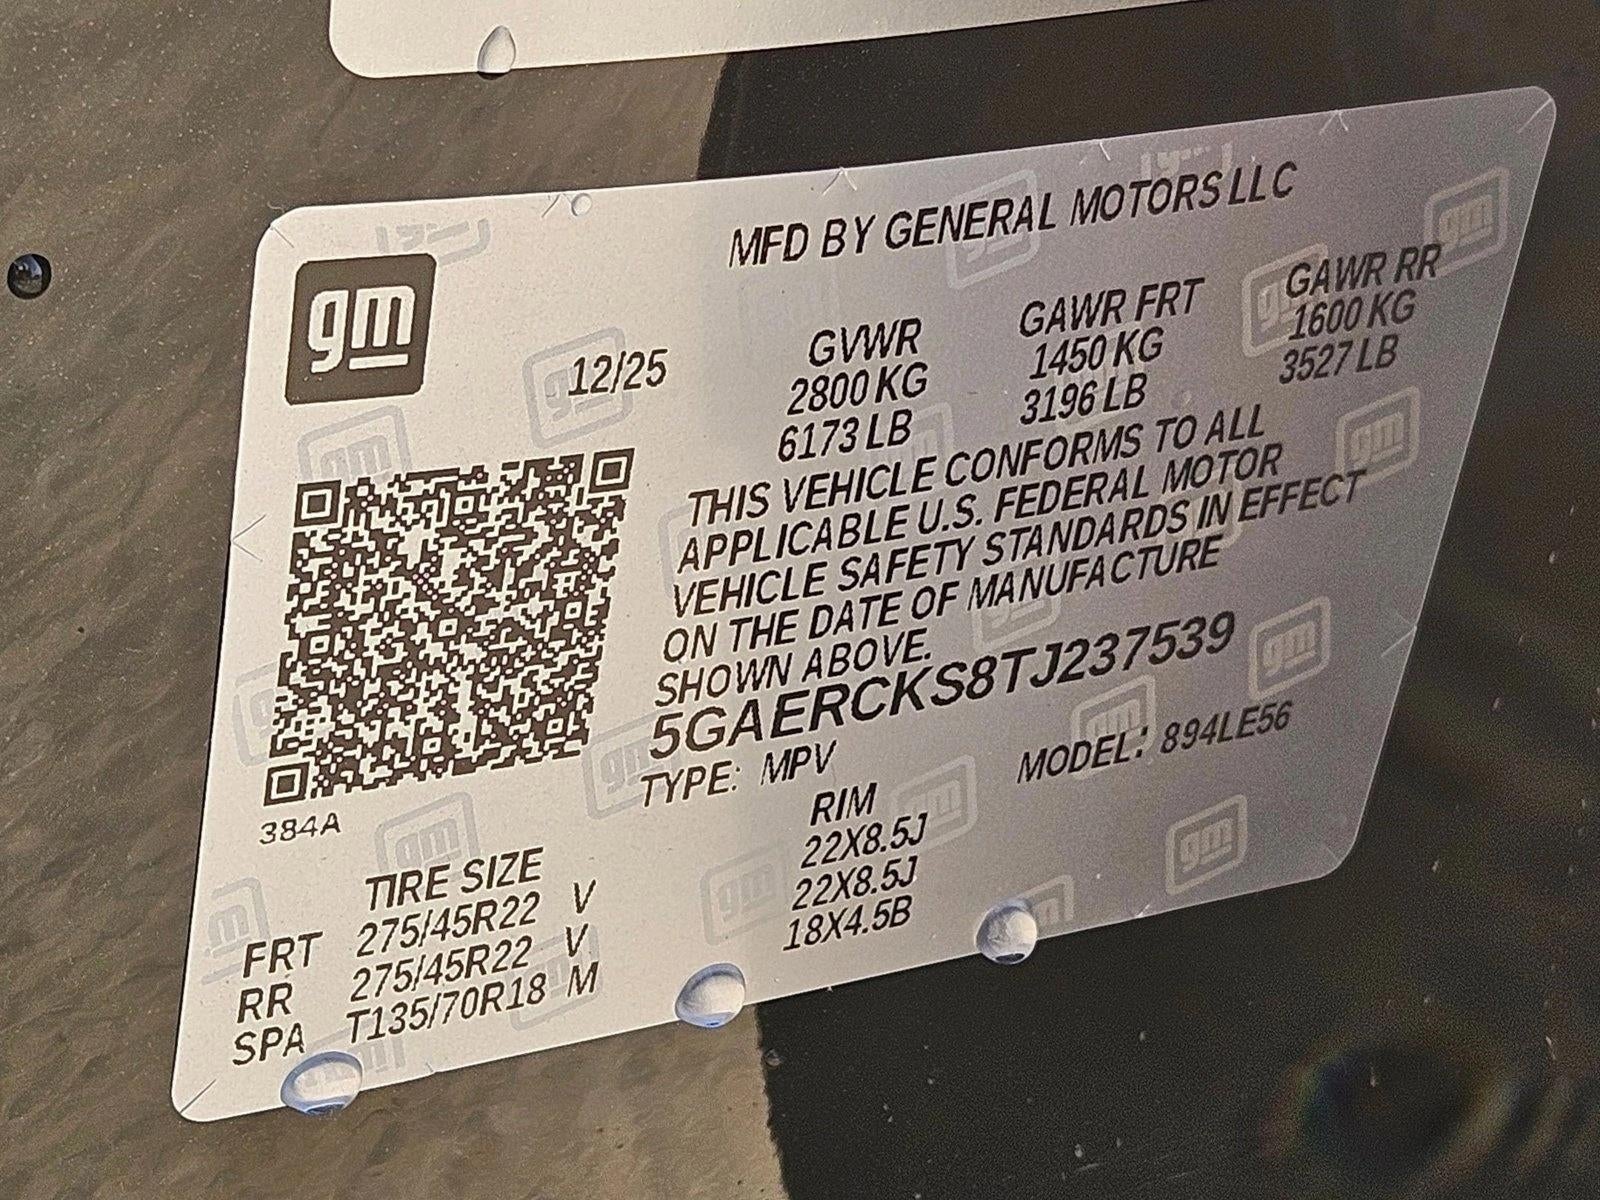 MFD BY GENERAL MOTORS LLC
gm
12/25
GVWR GAWR FRT GAWR RR
2800 KG 1450 KG 1600 KG
6173 LB 3196 LB 3527 LB
THIS VEHICLE CONFORMS TO ALL
APPLICABLE U.S. FEDERAL MOTOR
VEHICLE SAFETY STANDARDS IN EFFECT
ON THE DATE OF MANUFACTURE
SHOWN ABOVE.
5GAERCKS8TJ237539
TYPE: MPV MODEL: 894LE56
384A
TIRE SIZE RIM
FRT 275/45R22 V 22X8.5J
RR 275/45R22 V 22X8.5J
SPA T135/70R18 M 18X4.5B